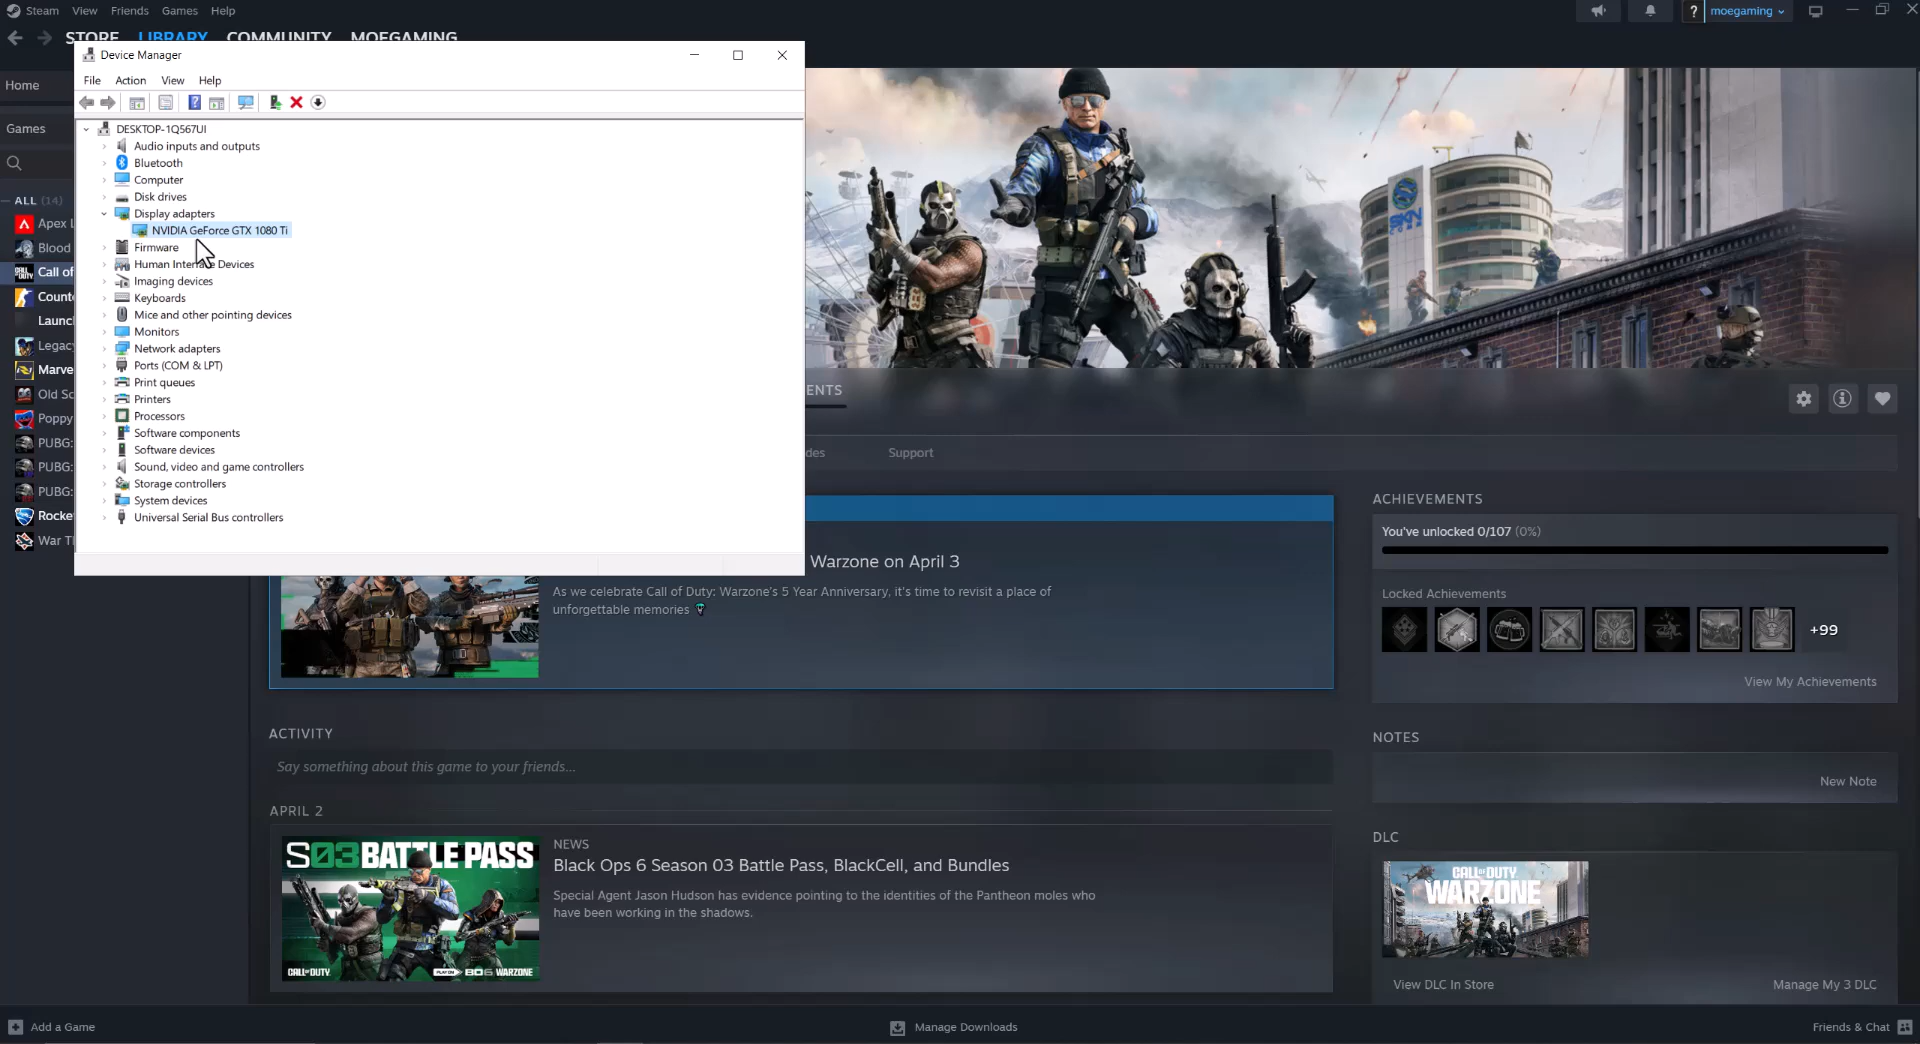 Steam View Friends Games Help
moegaming
STORE LIBRARY COMMUNITY MOEGAMING
Home
Games
ALL (14)
Apex L
Blood
Call of
Count
Launc
Legacy
Marve
Old Sc
Poppy
PUBG:
PUBG:
PUBG:
Rocke
War Th
Device Manager
File Action View Help
DESKTOP-1Q567UI
Audio inputs and outputs
Bluetooth
Computer
Disk drives
Display adapters
NVIDIA GeForce GTX 1080 Ti
Firmware
Human Interface Devices
Imaging devices
Keyboards
Mice and other pointing devices
Monitors
Network adapters
Ports (COM & LPT)
Print queues
Printers
Processors
Software components
Software devices
Sound, video and game controllers
Storage controllers
System devices
Universal Serial Bus controllers
SKY
ENTS
des Support
Warzone on April 3
As we celebrate Call of Duty: Warzone's 5 Year Anniversary, it's time to revisit a place of
unforgettable memories
ACTIVITY
Say something about this game to your friends...
APRIL 2
S03 BATTLE PASS
CALL OF DUTY BO6 WARZONE
NEWS
Black Ops 6 Season 03 Battle Pass, BlackCell, and Bundles
Special Agent Jason Hudson has evidence pointing to the identities of the Pantheon moles who
have been working in the shadows.
ACHIEVEMENTS
You've unlocked 0/107 (0%)
Locked Achievements
+99
View My Achievements
NOTES
New Note
DLC
CALL OF DUTY
WARZONE
View DLC In Store Manage My 3 DLC
Add a Game
Manage Downloads
Friends & Chat